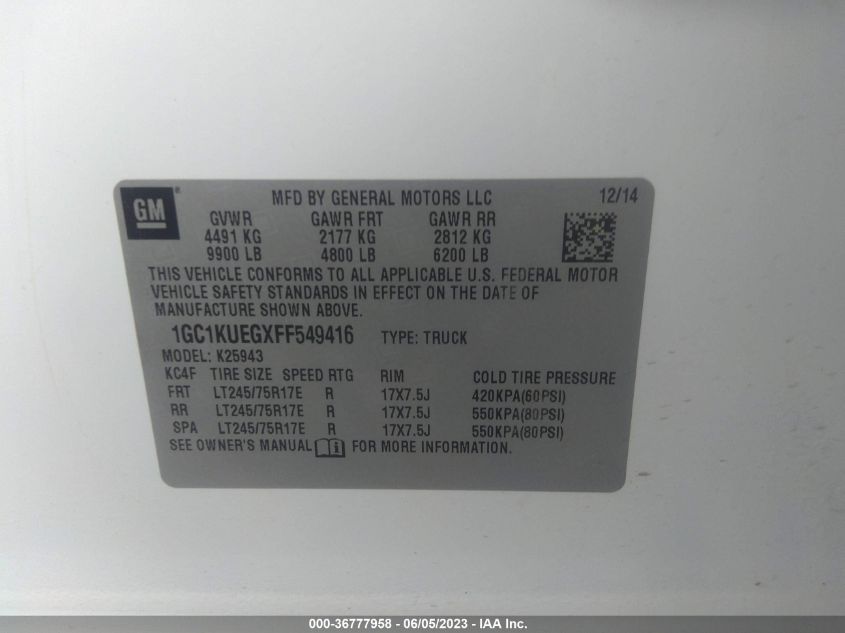 GM ® MFD BY GENERAL MOTORS LLC 12/14
GVWR GAWR FRT GAWR RR
4491 KG 2177 KG 2812 KG
9900 LB 4800 LB 6200 LB
THIS VEHICLE CONFORMS TO ALL APPLICABLE U.S. FEDERAL MOTOR
VEHICLE SAFETY STANDARDS IN EFFECT ON THE DATE OF
MANUFACTURE SHOWN ABOVE.
1GC1KUEGXFF549416 TYPE: TRUCK
MODEL: K25943
KC4F TIRE SIZE SPEED RTG RIM COLD TIRE PRESSURE
FRT LT245/75R17E R 17X7.5J 420KPA(60PSI)
RR LT245/75R17E R 17X7.5J 550KPA(80PSI)
SPA LT245/75R17E R 17X7.5J 550KPA(80PSI)
SEE OWNER'S MANUAL FOR MORE INFORMATION.
000-36777958 - 06/05/2023 - IAA Inc.